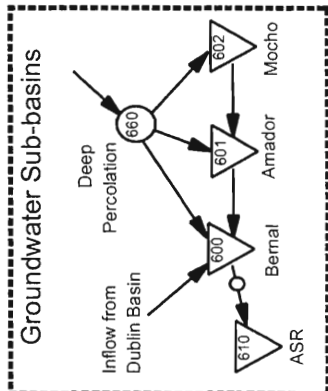 Groundwater Sub-basins
Deep
Percolation
660
602
Mocho
601
Amador
Inflow from
Dublin Basin
600
Bernal
610
ASR